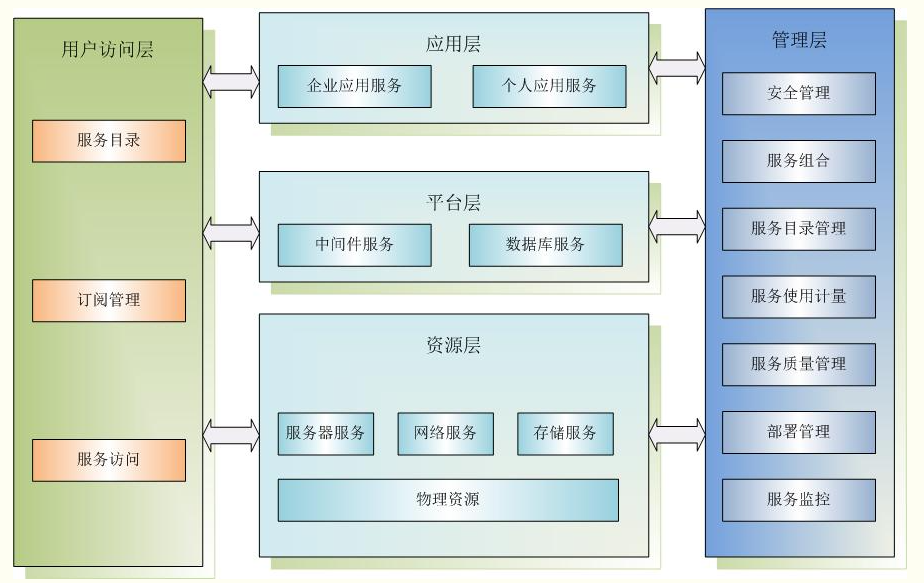 用户访问层
服务目录
订阅管理
服务访问
应用层
企业应用服务
个人应用服务
平台层
中间件服务
数据库服务
资源层
服务器服务
网络服务
存储服务
物理资源
管理层
安全管理
服务组合
服务目录管理
服务使用计量
服务质量管理
部署管理
服务监控